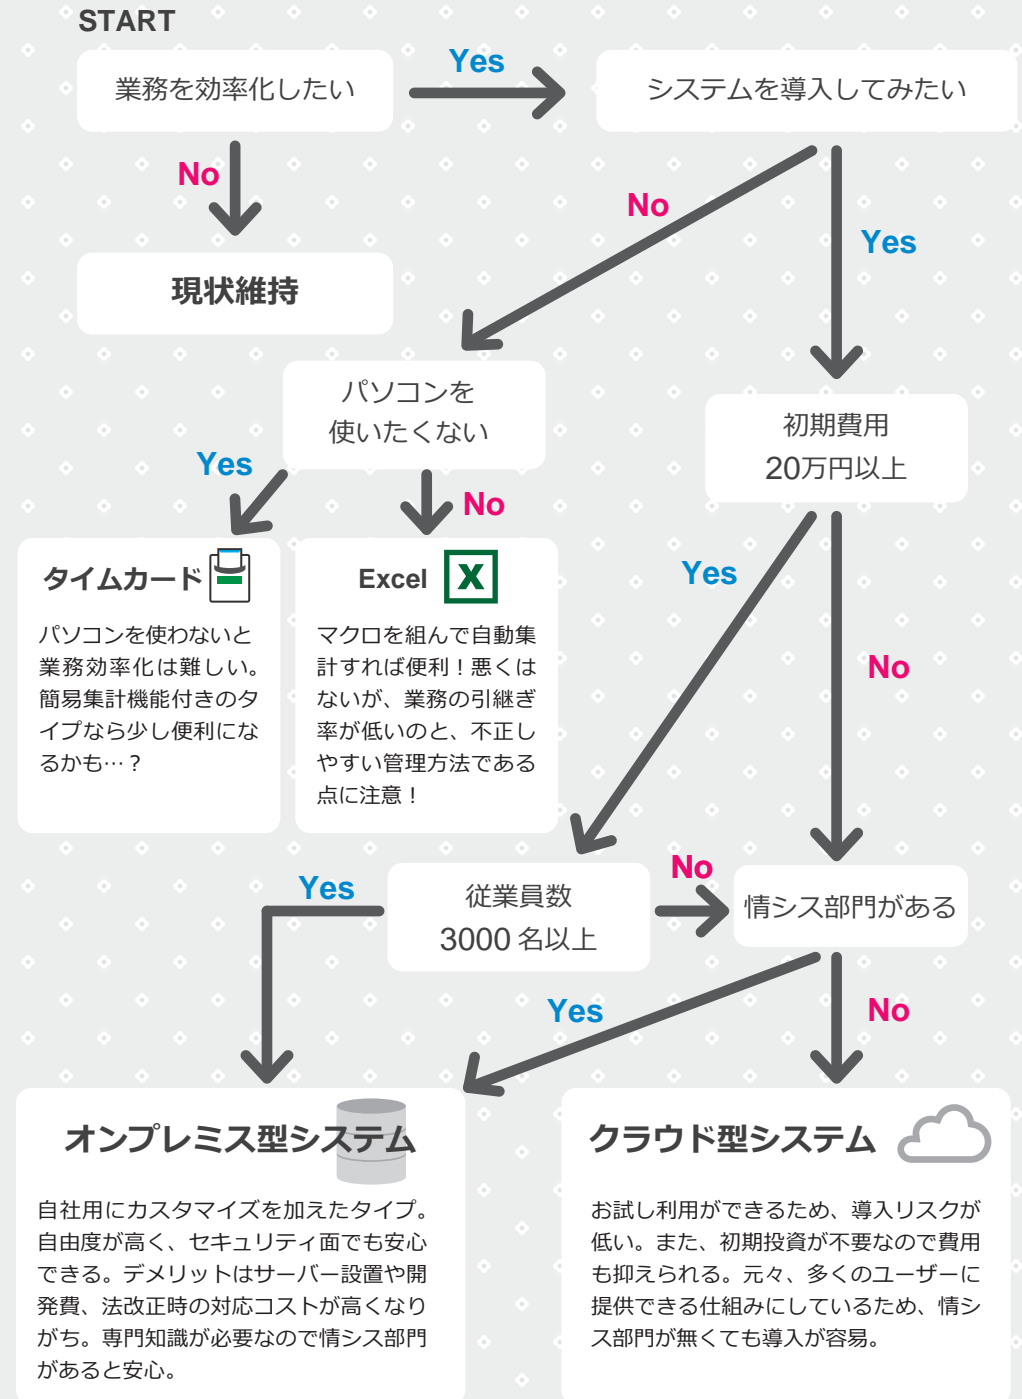 START
業務を効率化したい
Yes
システムを導入してみたい
No
No
Yes
現状維持
パソコンを
使いたくない
初期費用
20万円以上
Yes
No
タイムカード
パソコンを使わないと
業務効率化は難しい。
簡易集計機能付きのタ
イプなら少し便利にな
るかも…？
Excel
X
マクロを組んで自動集
計すれば便利！悪くは
ないが、業務の引継ぎ
率が低いのと、不正し
やすい管理方法である
点に注意！
Yes
No
Yes
従業員数
3000 名以上
No
情シス部門がある
Yes
No
オンプレミス型システム
自社用にカスタマイズを加えたタイプ。
自由度が高く、セキュリティ面でも安心
できる。デメリットはサーバー設置や開
発費、法改正時の対応コストが高くなり
がち。専門知識が必要なので情シス部門
があると安心。
クラウド型システム
お試し利用ができるため、導入リスクが
低い。また、初期投資が不要なので費用
も抑えられる。元々、多くのユーザーに
提供できる仕組みにしているため、情シ
ス部門が無くても導入が容易。